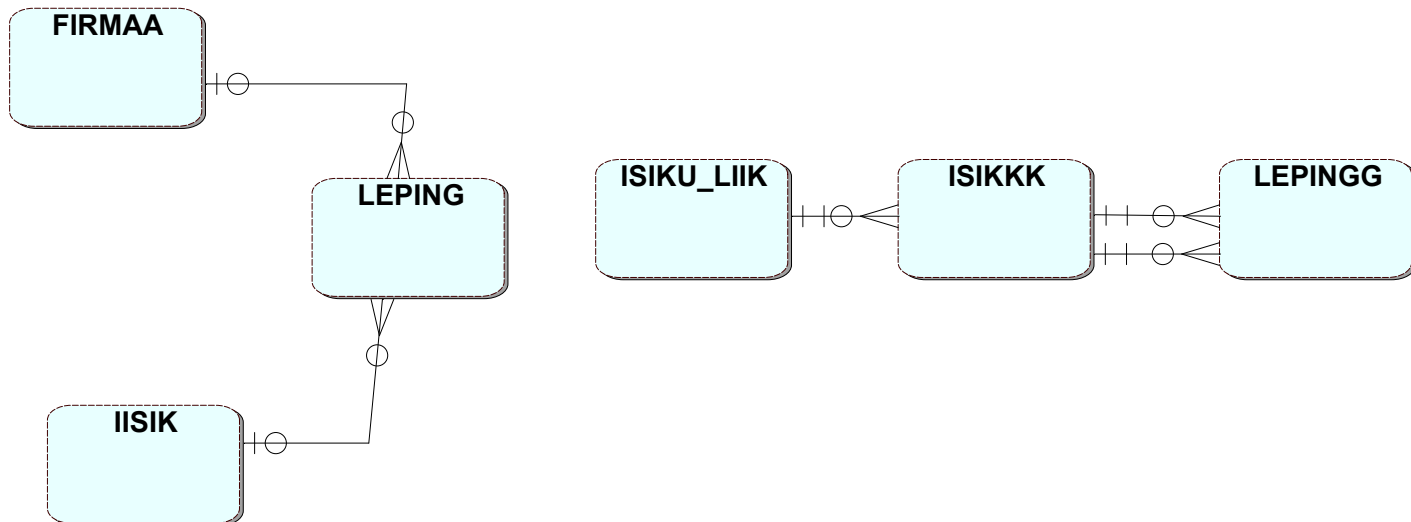 FIRMAA
LEPING
IISIK
ISIKU_LIIK
ISIKKK
LEPINGG